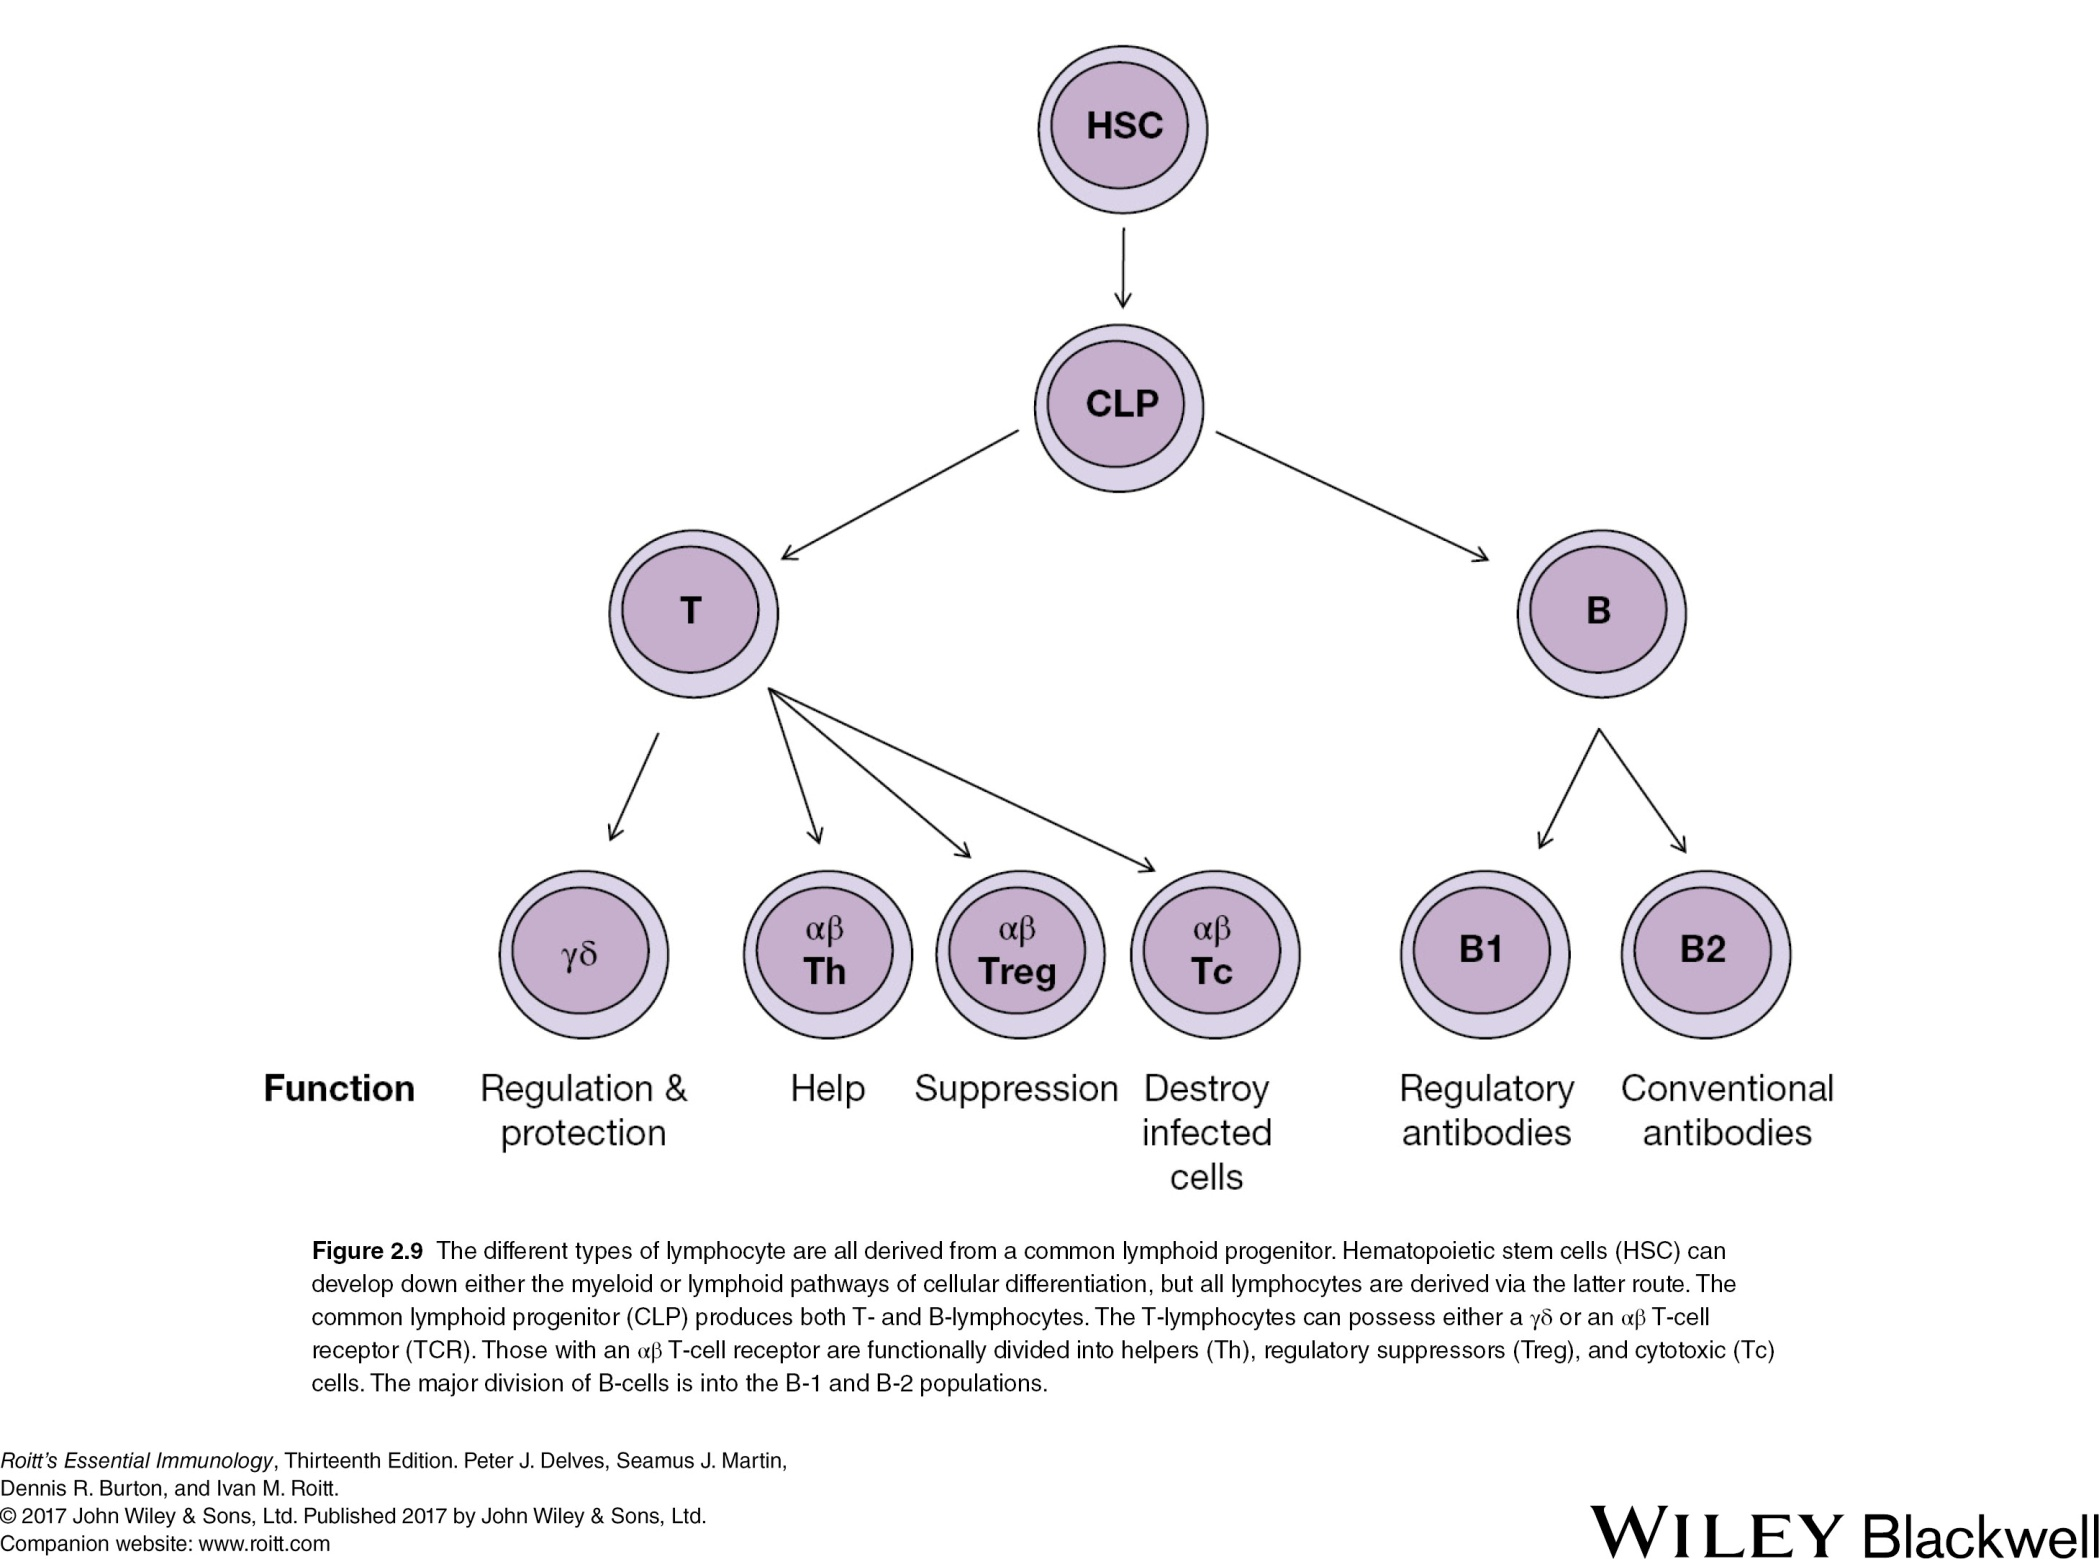 HSC
CLP
T
B
γδ
αβ
Th
αβ
Treg
αβ
Tc
B1
B2
Function
Regulation &
protection
Help
Suppression
Destroy
infected
cells
Regulatory
antibodies
Conventional
antibodies
Figure 2.9 The different types of lymphocyte are all derived from a common lymphoid progenitor. Hematopoietic stem cells (HSC) can
develop down either the myeloid or lymphoid pathways of cellular differentiation, but all lymphocytes are derived via the latter route. The
common lymphoid progenitor (CLP) produces both T- and B-lymphocytes. The T-lymphocytes can possess either a γδ or an αβ T-cell
receptor (TCR). Those with an αβ T-cell receptor are functionally divided into helpers (Th), regulatory suppressors (Treg), and cytotoxic (Tc)
cells. The major division of B-cells is into the B-1 and B-2 populations.
Roitt's Essential Immunology, Thirteenth Edition. Peter J. Delves, Seamus J. Martin,
Dennis R. Burton, and Ivan M. Roitt.
© 2017 John Wiley & Sons, Ltd. Published 2017 by John Wiley & Sons, Ltd.
Companion website: www.roitt.com
WILEY Blackwell